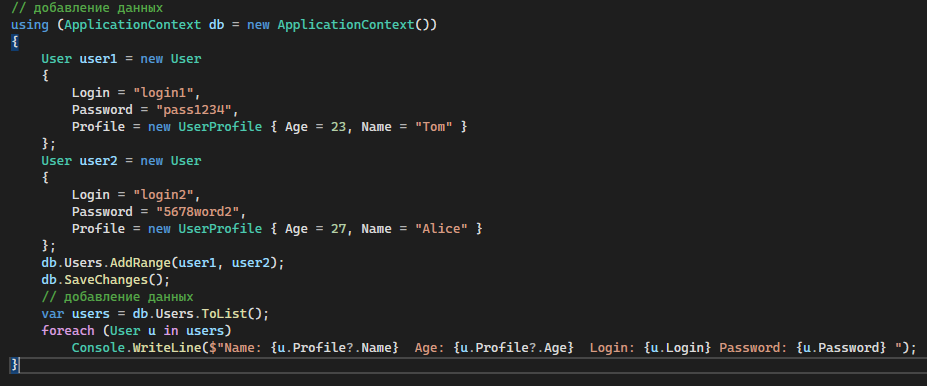 // добавление данных
using (ApplicationContext db = new ApplicationContext())
{
    User user1 = new User
    {
        Login = "login1",
        Password = "pass1234",
        Profile = new UserProfile { Age = 23, Name = "Tom" }
    };
    User user2 = new User
    {
        Login = "login2",
        Password = "5678word2",
        Profile = new UserProfile { Age = 27, Name = "Alice" }
    };
    db.Users.AddRange(user1, user2);
    db.SaveChanges();
    // добавление данных
    var users = db.Users.ToList();
    foreach (User u in users)
        Console.WriteLine($"Name: {u.Profile?.Name}  Age: {u.Profile?.Age}  Login: {u.Login} Password: {u.Password} ");
}